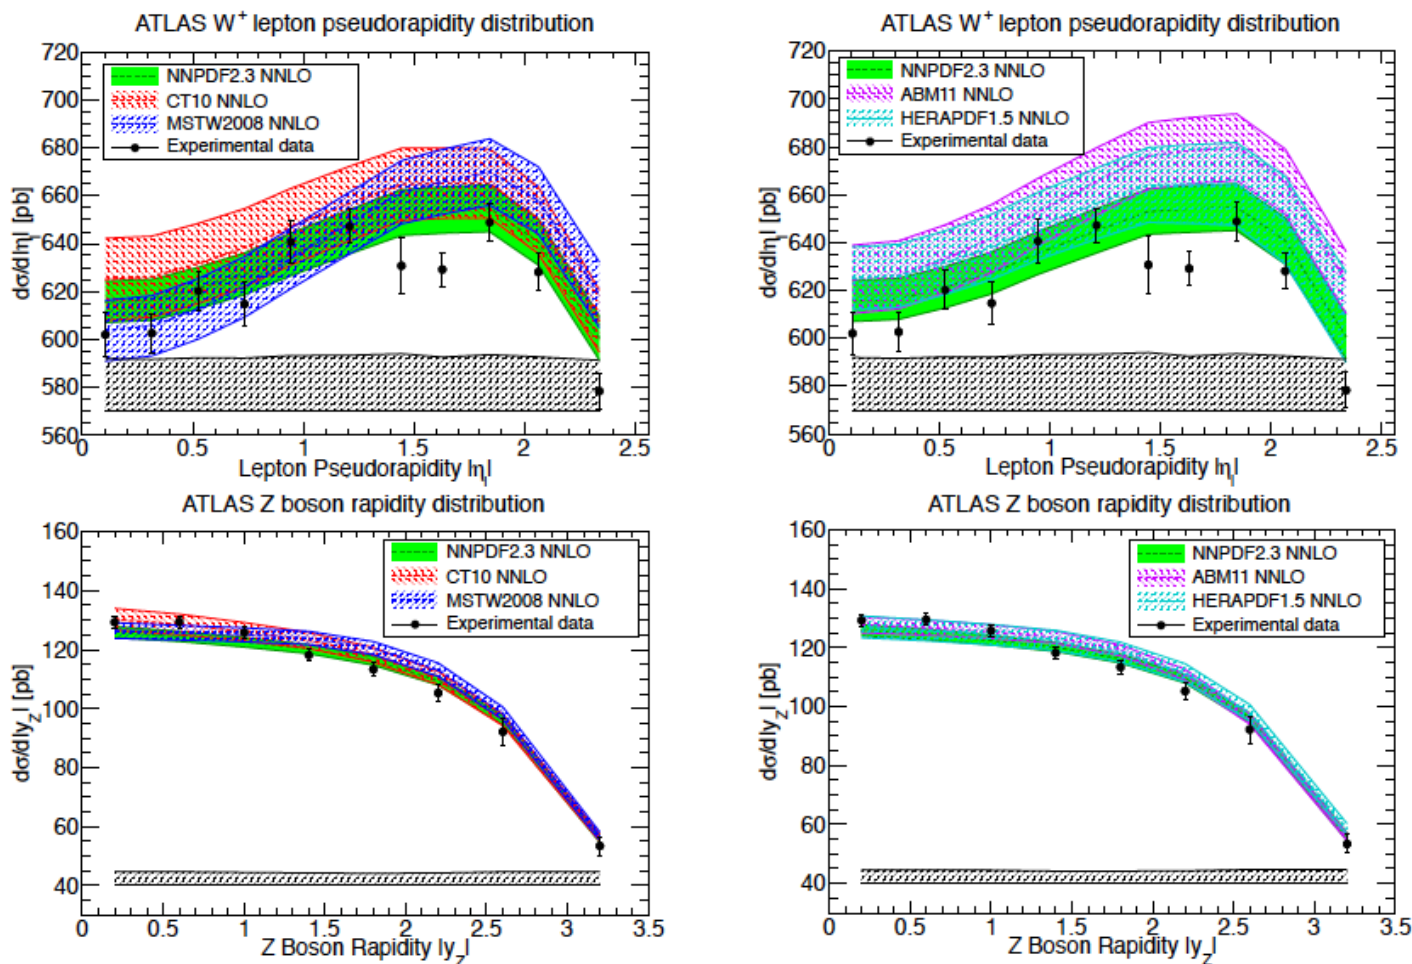 ATLAS W+ lepton pseudorapidity distribution
720
700
680
660
640
620
600
580
560
dσ/d|η_l| [pb]
NNPDF2.3 NNLO
CT10 NNLO
MSTW2008 NNLO
Experimental data
0 0.5 1 1.5 2 2.5
Lepton Pseudorapidity |η_l|
ATLAS W+ lepton pseudorapidity distribution
720
700
680
660
640
620
600
580
560
dσ/d|η_l| [pb]
NNPDF2.3 NNLO
ABM11 NNLO
HERAPDF1.5 NNLO
Experimental data
0 0.5 1 1.5 2 2.5
Lepton Pseudorapidity |η_l|
ATLAS Z boson rapidity distribution
160
140
120
100
80
60
40
dσ/d|y_Z| [pb]
NNPDF2.3 NNLO
CT10 NNLO
MSTW2008 NNLO
Experimental data
0 0.5 1 1.5 2 2.5 3 3.5
Z Boson Rapidity |y_Z|
ATLAS Z boson rapidity distribution
160
140
120
100
80
60
40
dσ/d|y_Z| [pb]
NNPDF2.3 NNLO
ABM11 NNLO
HERAPDF1.5 NNLO
Experimental data
0 0.5 1 1.5 2 2.5 3 3.5
Z Boson Rapidity |y_Z|